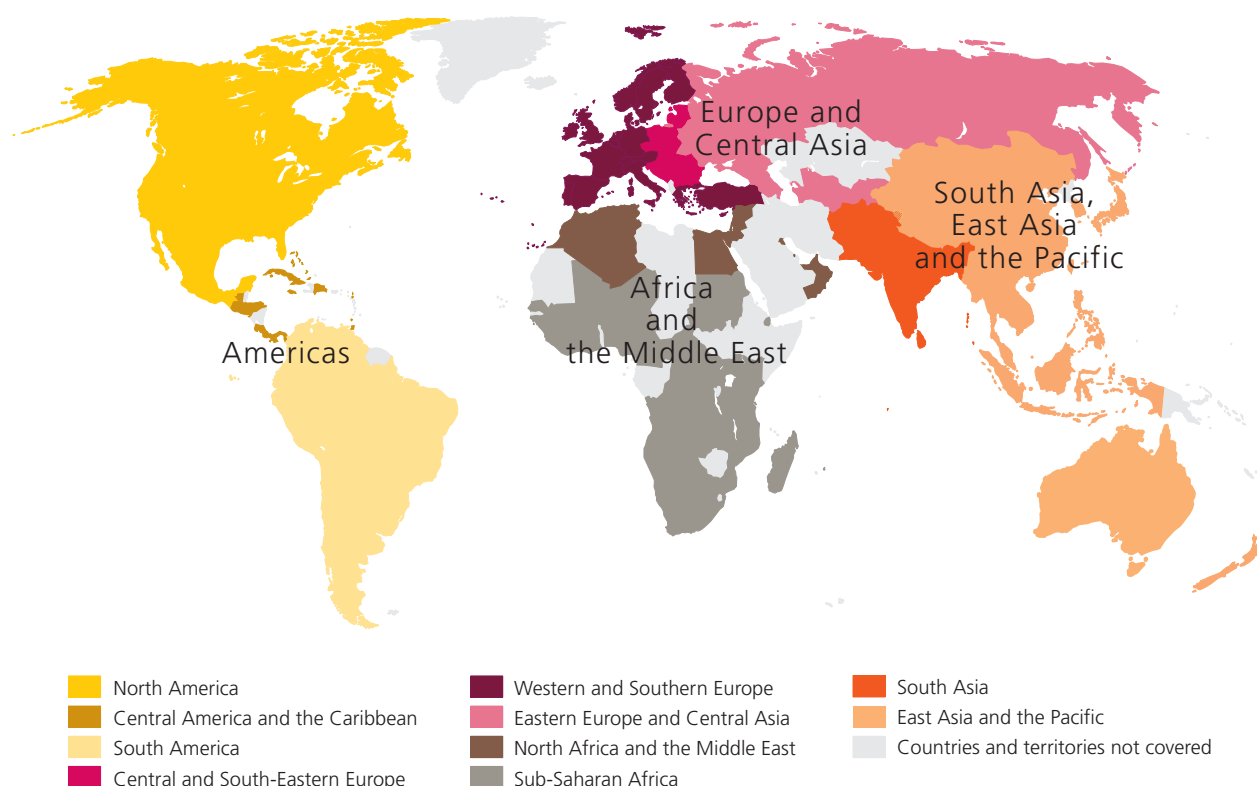 Europe and
Central Asia
South Asia,
East Asia
and the Pacific
Africa
and
the Middle East
Americas
North America
Central America and the Caribbean
South America
Central and South-Eastern Europe
Western and Southern Europe
Eastern Europe and Central Asia
North Africa and the Middle East
Sub-Saharan Africa
South Asia
East Asia and the Pacific
Countries and territories not covered